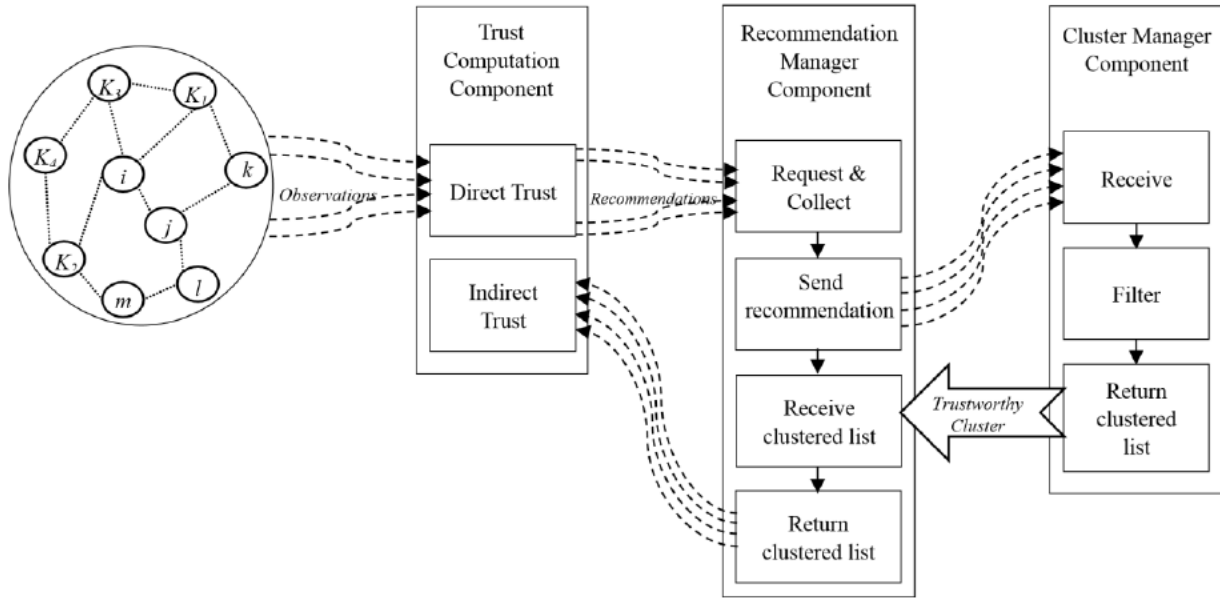 K3
K1
K4
i
k
j
K2
m
l
Observations
Trust
Computation
Component
Direct Trust
Indirect
Trust
Recommendations
Recommendation
Manager
Component
Request &
Collect
Send
recommendation
Receive
clustered list
Return
clustered list
Trustworthy
Cluster
Cluster Manager
Component
Receive
Filter
Return
clustered
list